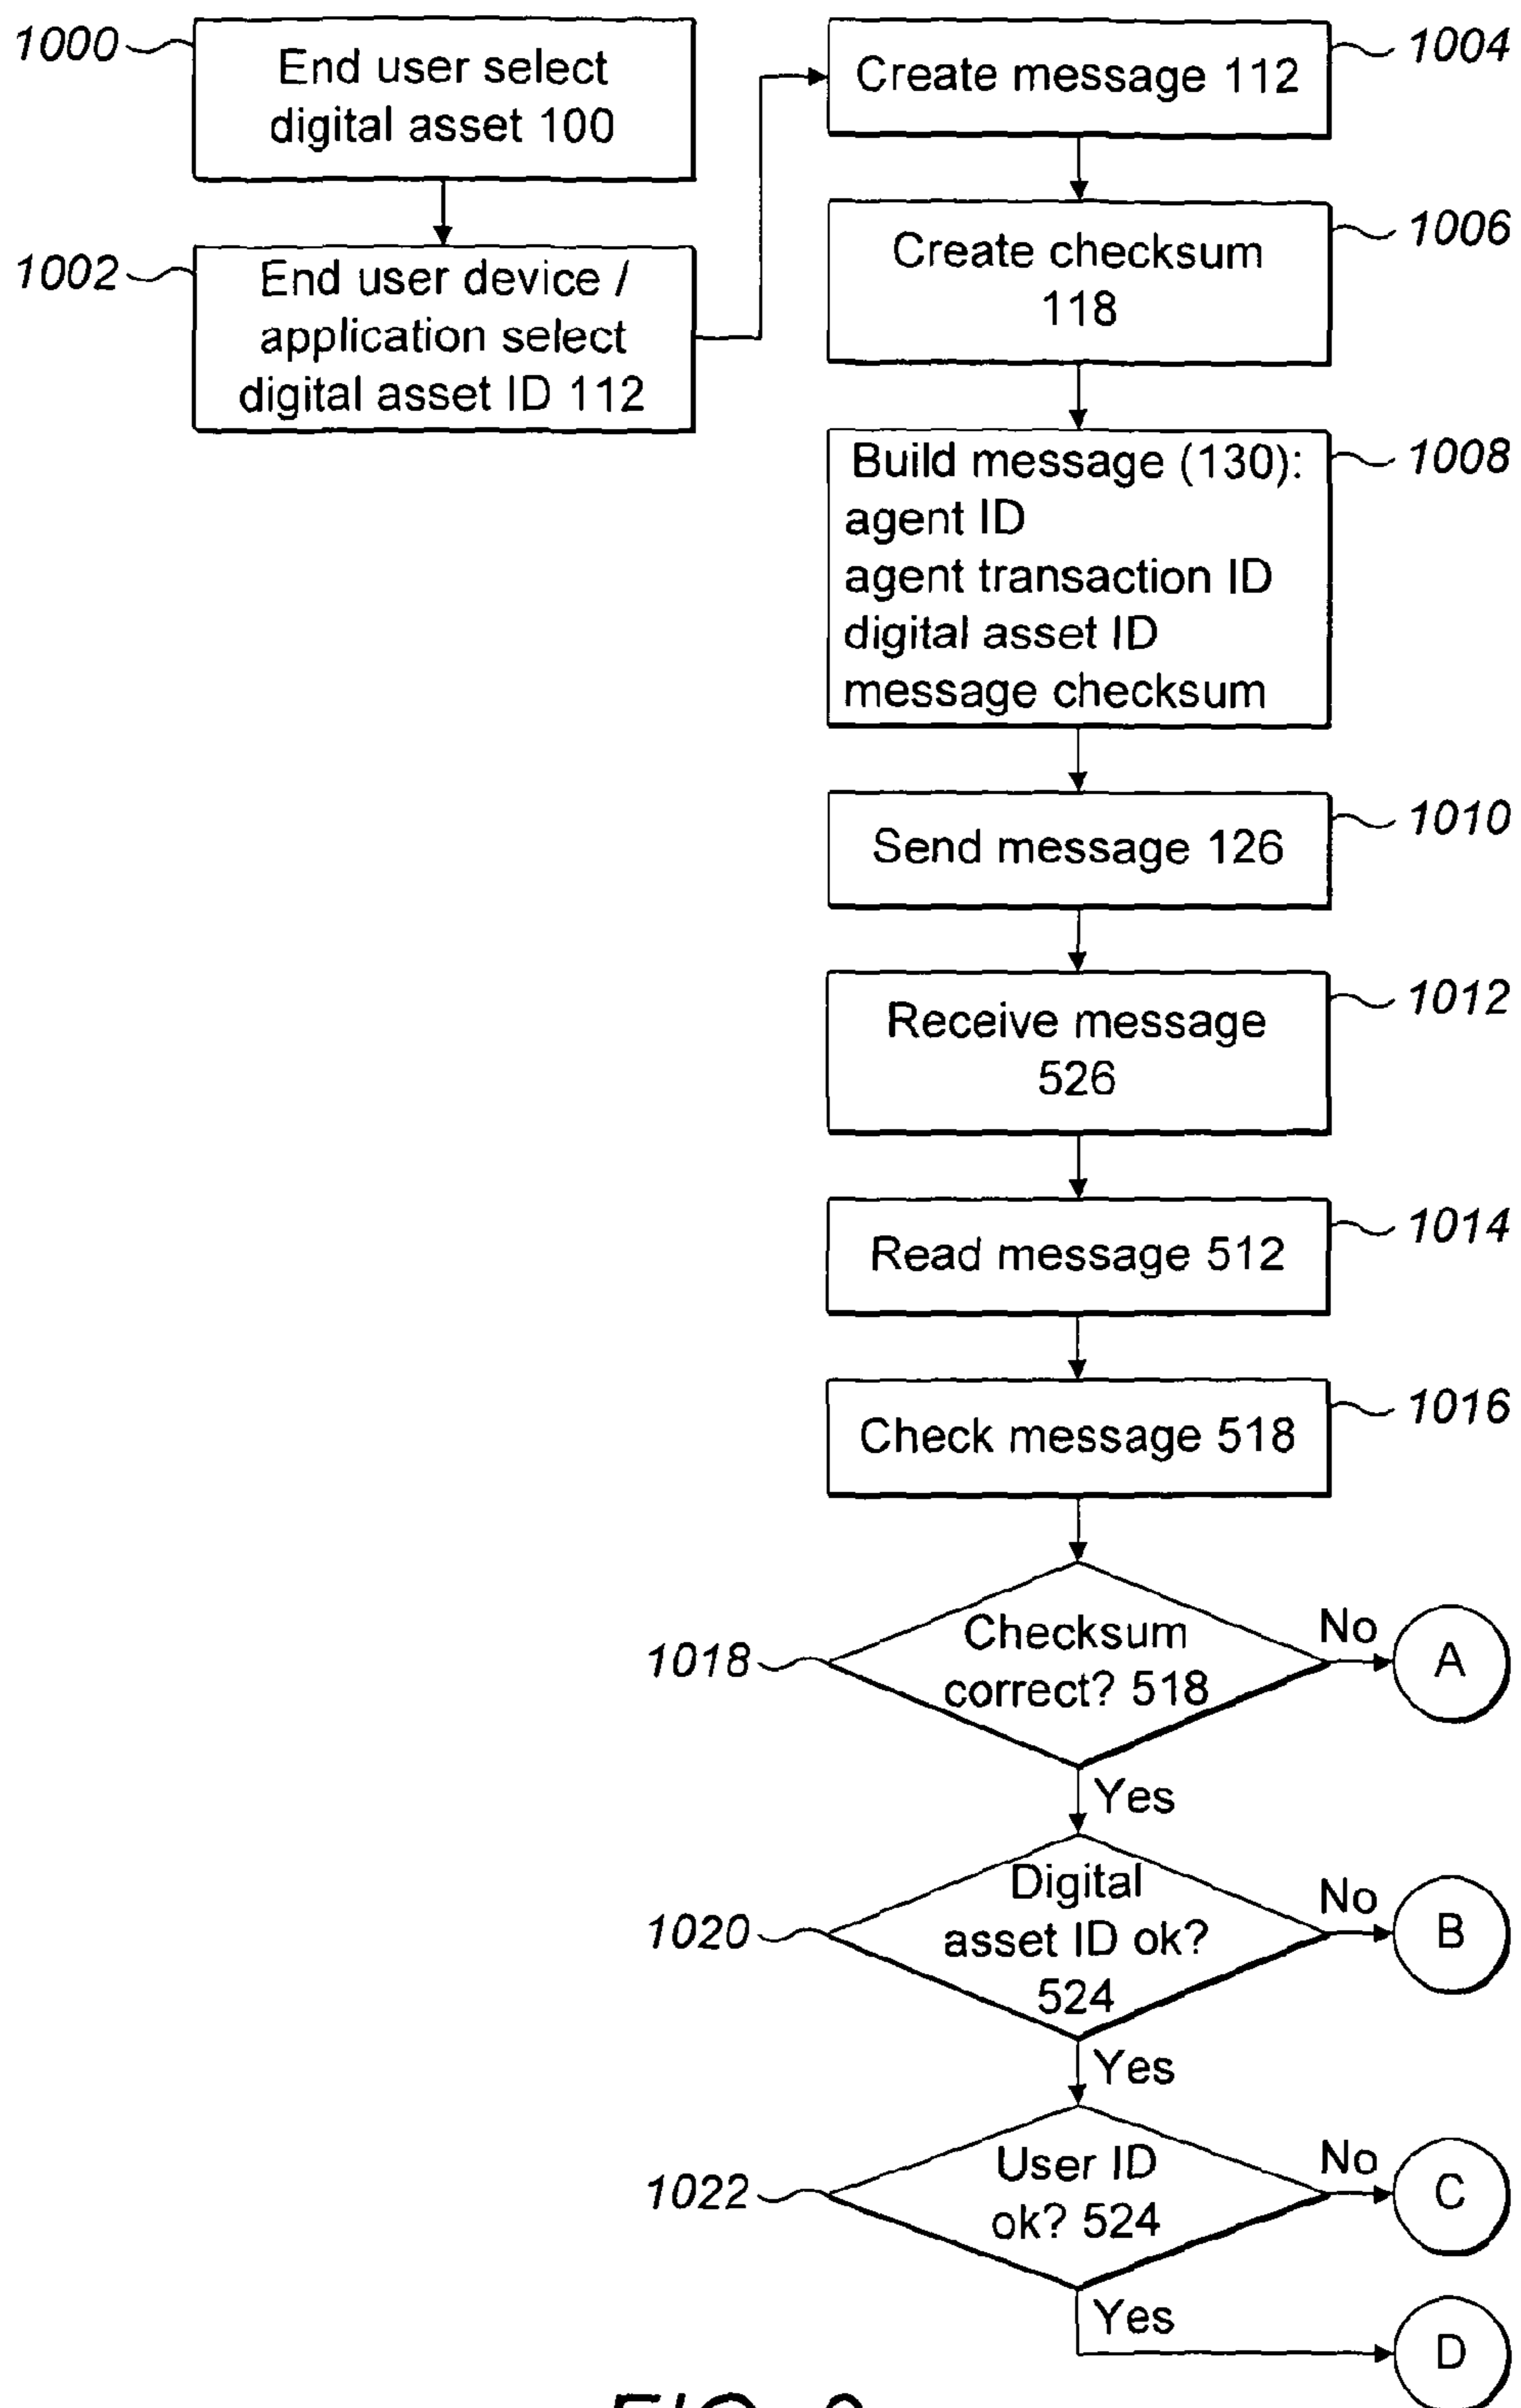 1000
End user select
digital asset 100
1002
End user device /
application select
digital asset ID 112
1004
Create message 112
1006
Create checksum
118
1008
Build message (130):
agent ID
agent transaction ID
digital asset ID
message checksum
1010
Send message 126
1012
Receive message
526
1014
Read message 512
1016
Check message 518
1018
Checksum
correct? 518
No
A
Yes
1020
Digital
asset ID ok?
524
No
B
Yes
1022
User ID
ok? 524
No
C
Yes
D
FIG.